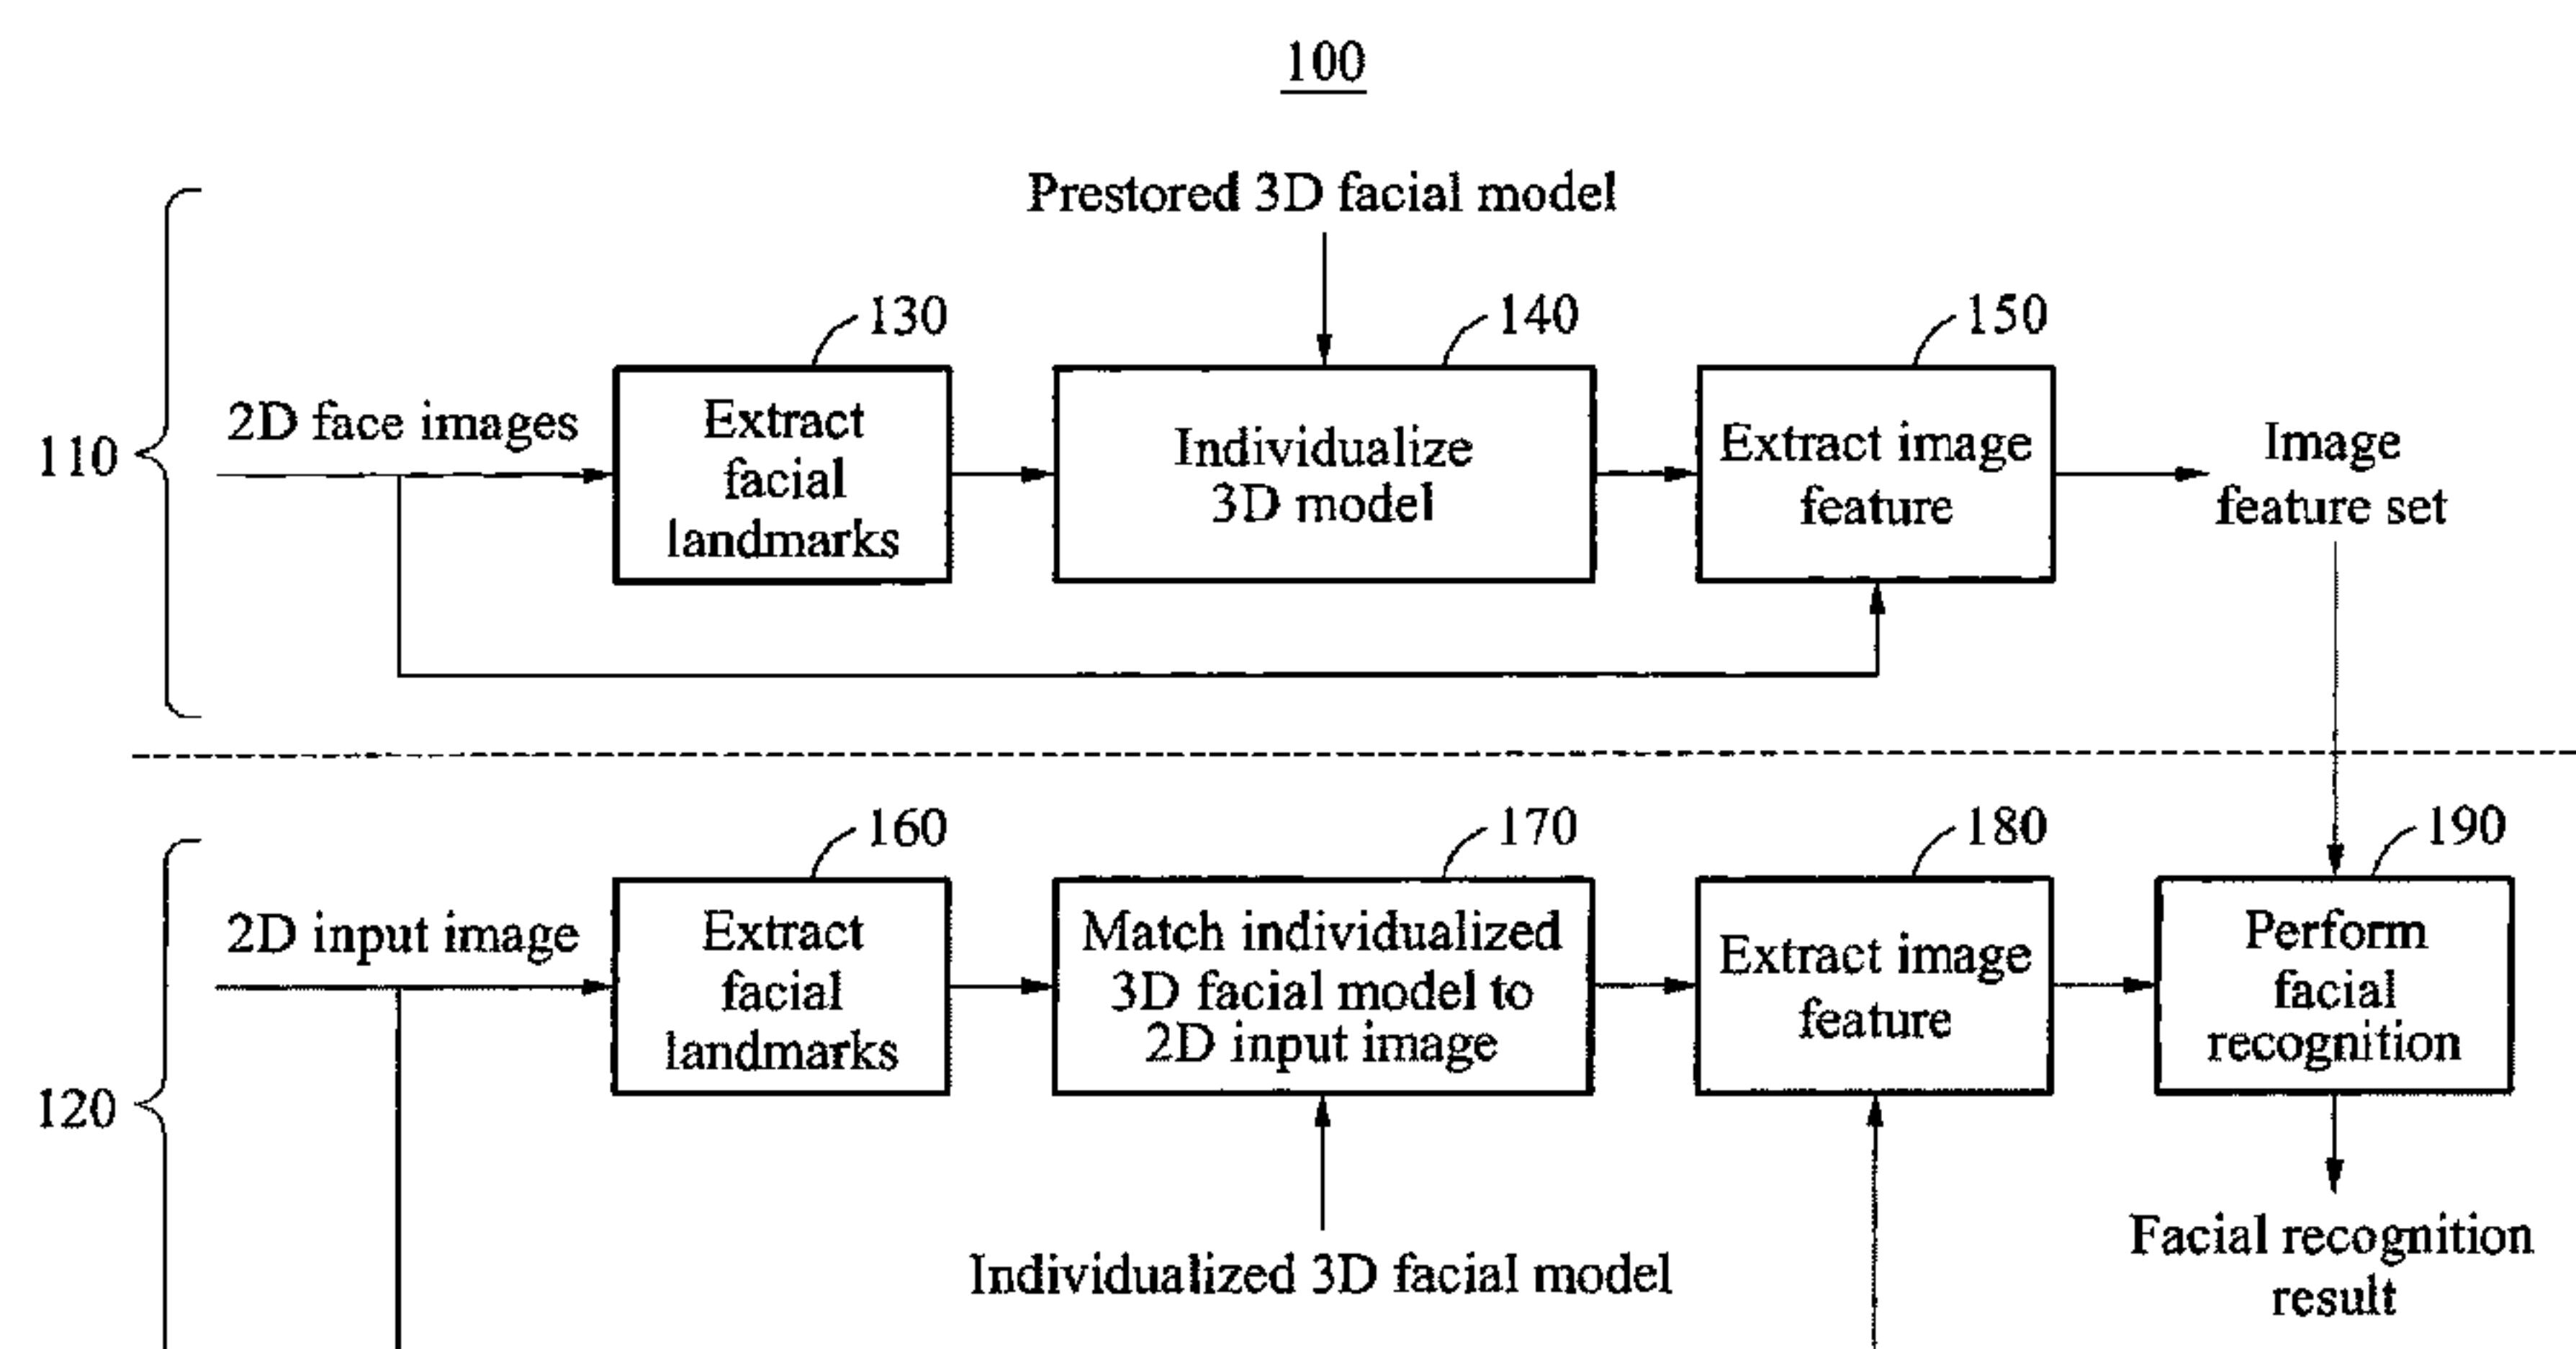 100
Prestored 3D facial model
130
140
150
110
2D face images
Extract
facial
landmarks
Individualize
3D model
Extract image
feature
Image
feature set
160
170
180
190
120
2D input image
Extract
facial
landmarks
Match individualized
3D facial model to
2D input image
Extract image
feature
Perform
facial
recognition
Individualized 3D facial model
Facial recognition
result